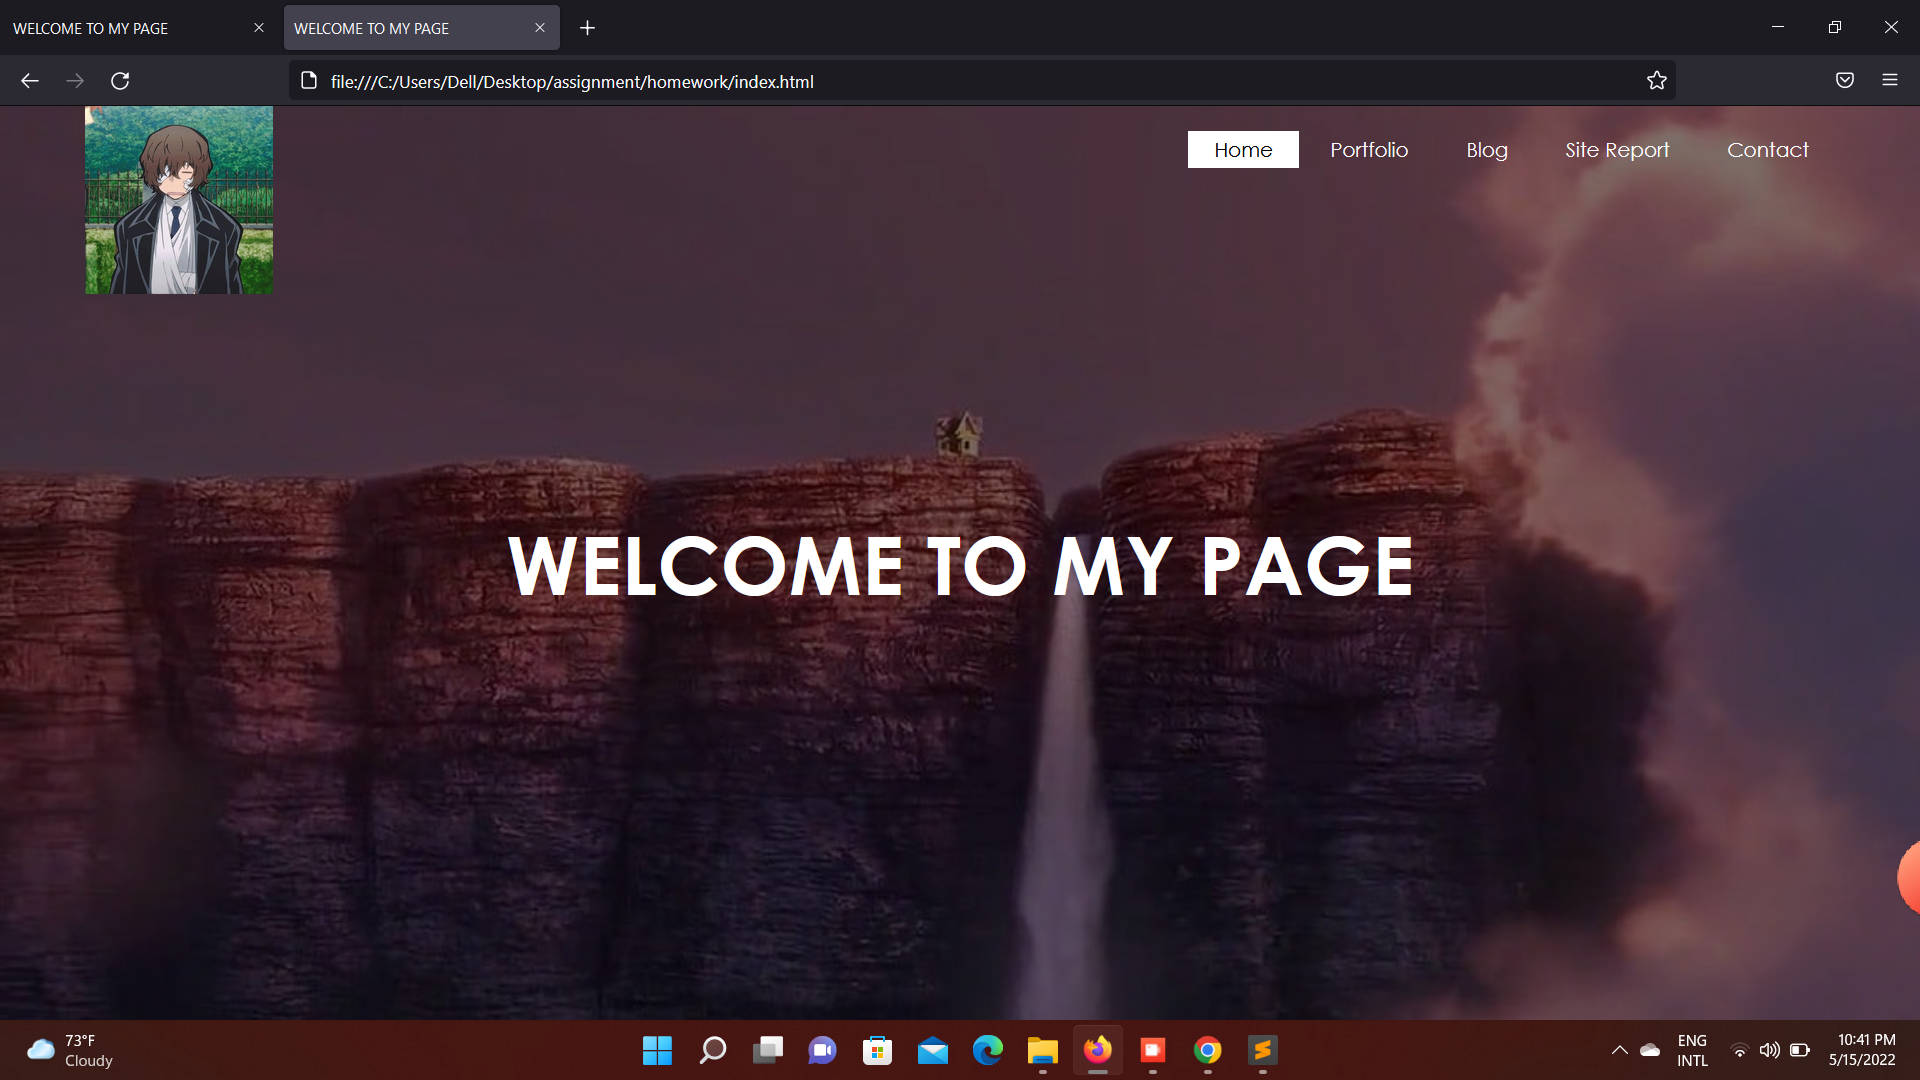 WELCOME TO MY PAGE
WELCOME TO MY PAGE
file:///C:/Users/Dell/Desktop/assignment/homework/index.html
Home Portfolio Blog Site Report Contact
WELCOME TO MY PAGE
73°F
Cloudy
ENG
INTL
10:41 PM
5/15/2022